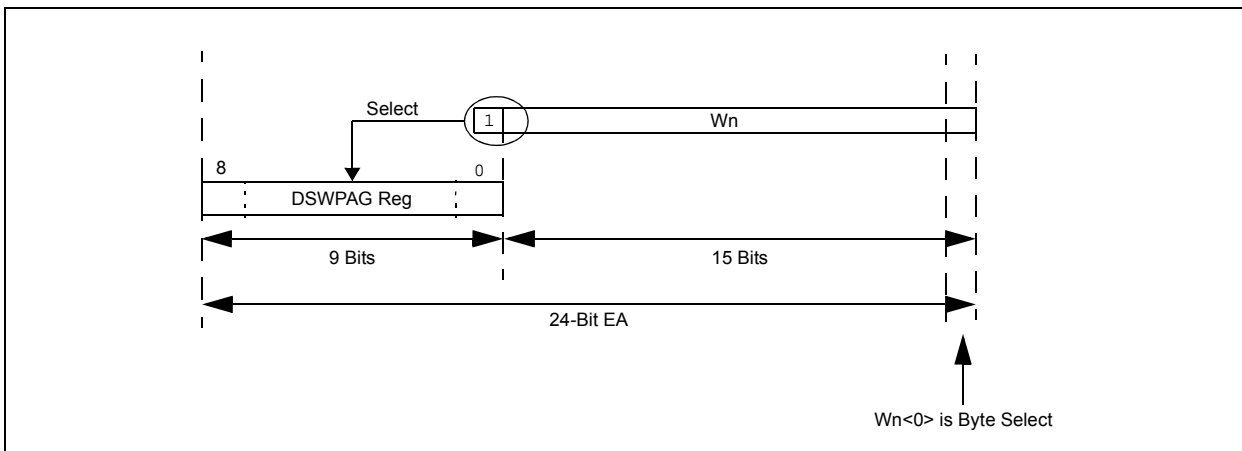 Select
1
Wn
8
0
DSWPAG Reg
9 Bits
15 Bits
24-Bit EA
Wn<0> is Byte Select